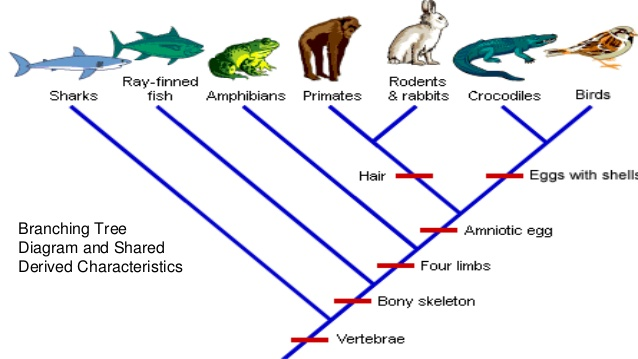 Sharks
Ray-finned
fish
Amphibians
Primates
Rodents
& rabbits
Crocodiles
Birds
Hair
Eggs with shells
Amniotic egg
Four limbs
Bony skeleton
Vertebrae
Branching Tree
Diagram and Shared
Derived Characteristics